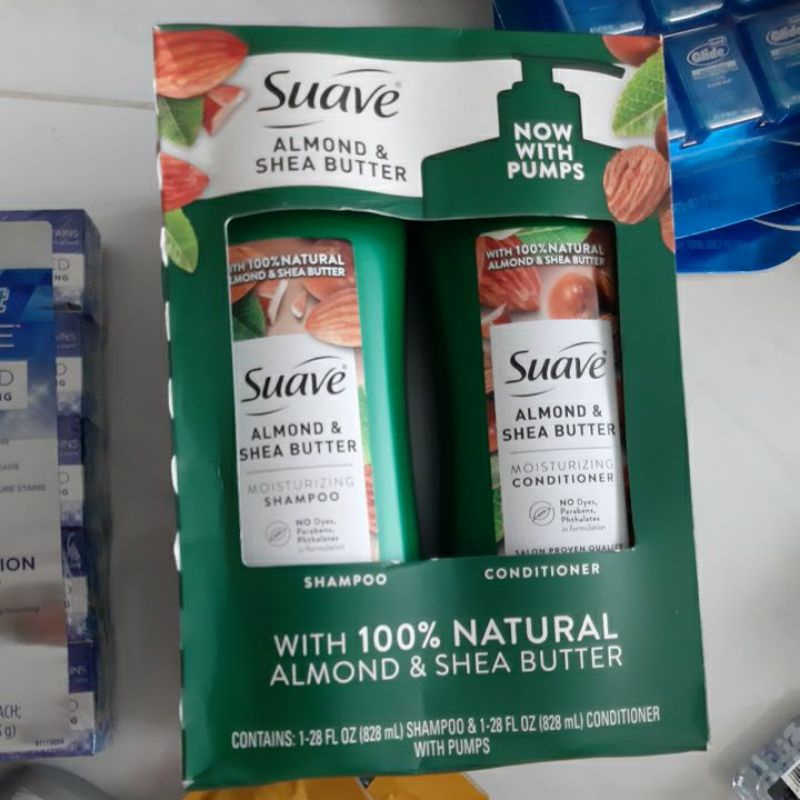 Suave
ALMOND &
SHEA BUTTER
NOW
WITH
PUMPS
WITH 100% NATURAL
ALMOND & SHEA BUTTER
Suave
ALMOND &
SHEA BUTTER
MOISTURIZING
SHAMPOO
NO Dyes,
Parabens,
Phthalates
in formulation
WITH 100% NATURAL
ALMOND & SHEA BUTTER
Suave
ALMOND &
SHEA BUTTER
MOISTURIZING
CONDITIONER
NO Dyes,
Parabens,
Phthalates
in formulation
SALON PROVEN QUALITY
SHAMPOO
CONDITIONER
WITH 100% NATURAL
ALMOND & SHEA BUTTER
CONTAINS: 1-28 FL OZ (828 mL) SHAMPOO & 1-28 FL OZ (828 mL) CONDITIONER
WITH PUMPS
Glide